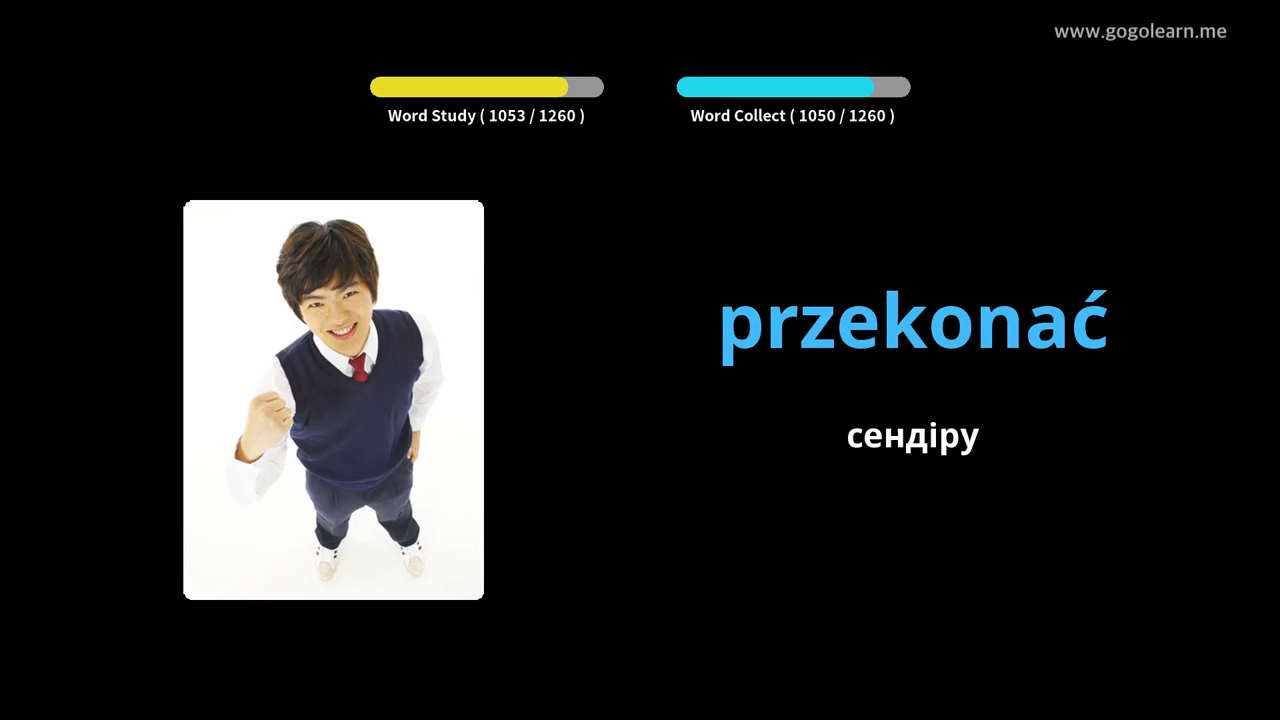 www.gogolearn.me
Word Study ( 1053 / 1260 )
Word Collect ( 1050 / 1260 )
przekonać
сендіру